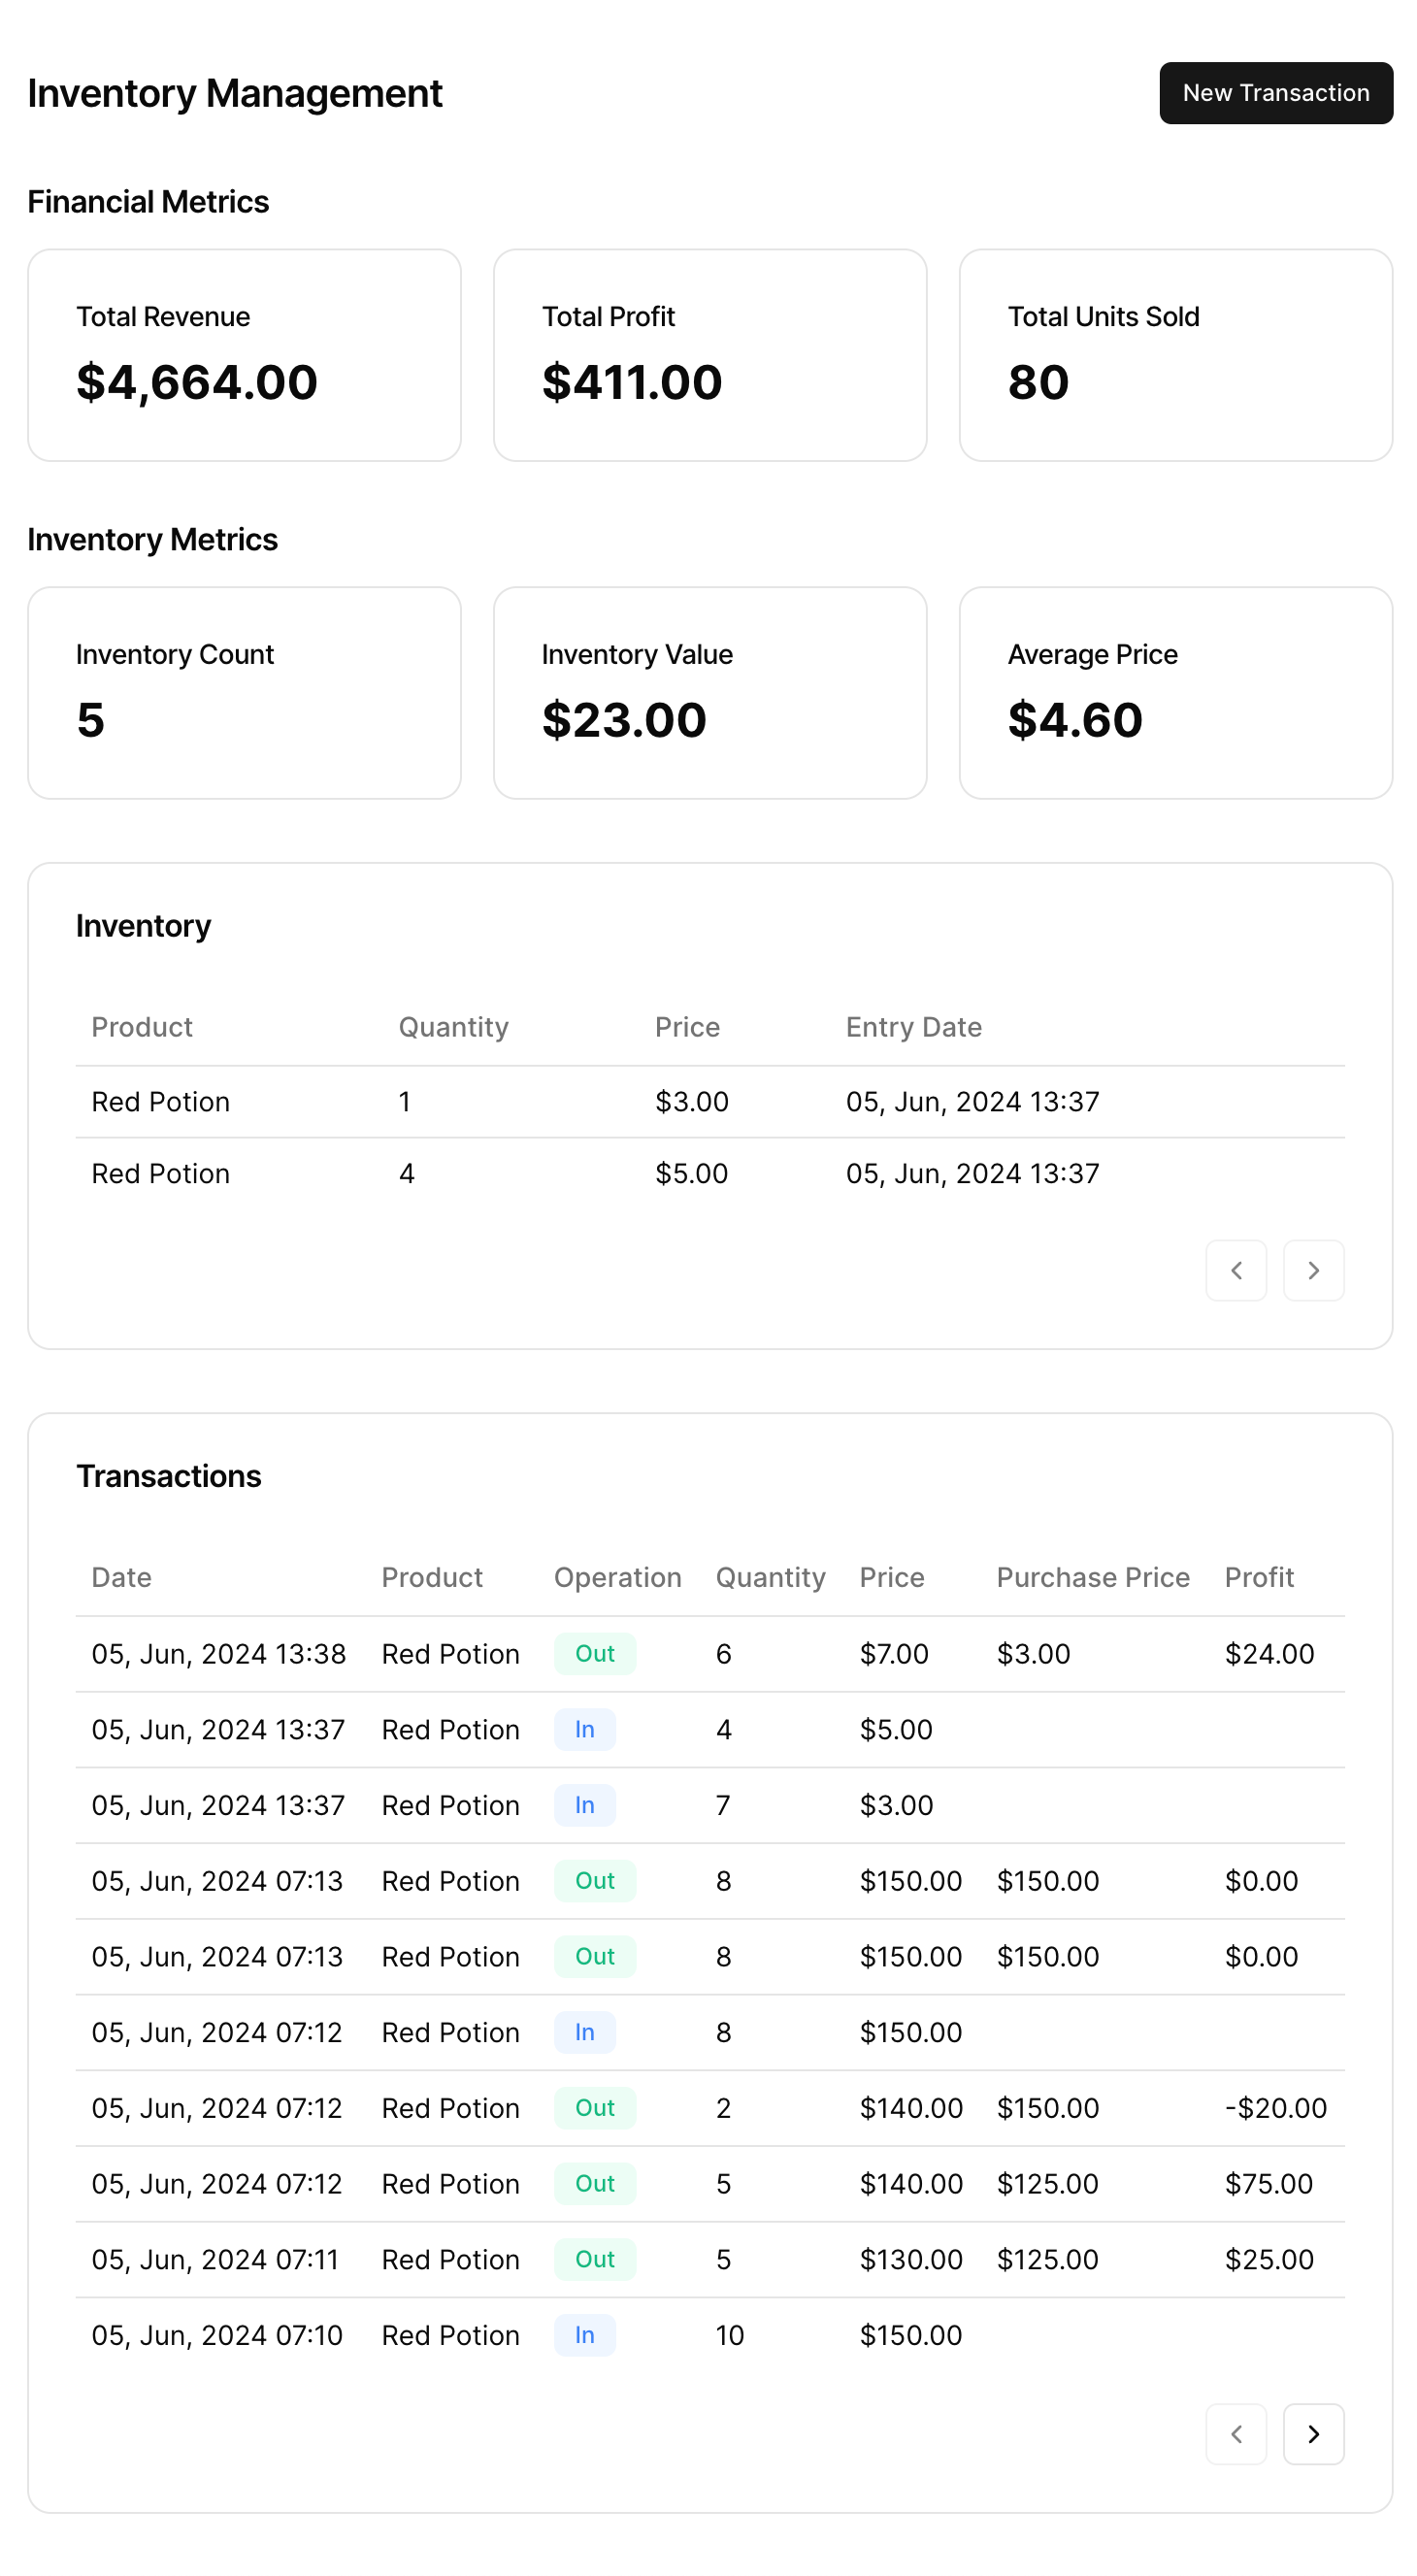 Inventory Management
New Transaction
Financial Metrics
Total Revenue
$4,664.00
Total Profit
$411.00
Total Units Sold
80
Inventory Metrics
Inventory Count
5
Inventory Value
$23.00
Average Price
$4.60
Inventory
Product Quantity Price Entry Date
Red Potion 1 $3.00 05, Jun, 2024 13:37
Red Potion 4 $5.00 05, Jun, 2024 13:37
Transactions
Date Product Operation Quantity Price Purchase Price Profit
05, Jun, 2024 13:38 Red Potion Out 6 $7.00 $3.00 $24.00
05, Jun, 2024 13:37 Red Potion In 4 $5.00
05, Jun, 2024 13:37 Red Potion In 7 $3.00
05, Jun, 2024 07:13 Red Potion Out 8 $150.00 $150.00 $0.00
05, Jun, 2024 07:13 Red Potion Out 8 $150.00 $150.00 $0.00
05, Jun, 2024 07:12 Red Potion In 8 $150.00
05, Jun, 2024 07:12 Red Potion Out 2 $140.00 $150.00 -$20.00
05, Jun, 2024 07:12 Red Potion Out 5 $140.00 $125.00 $75.00
05, Jun, 2024 07:11 Red Potion Out 5 $130.00 $125.00 $25.00
05, Jun, 2024 07:10 Red Potion In 10 $150.00